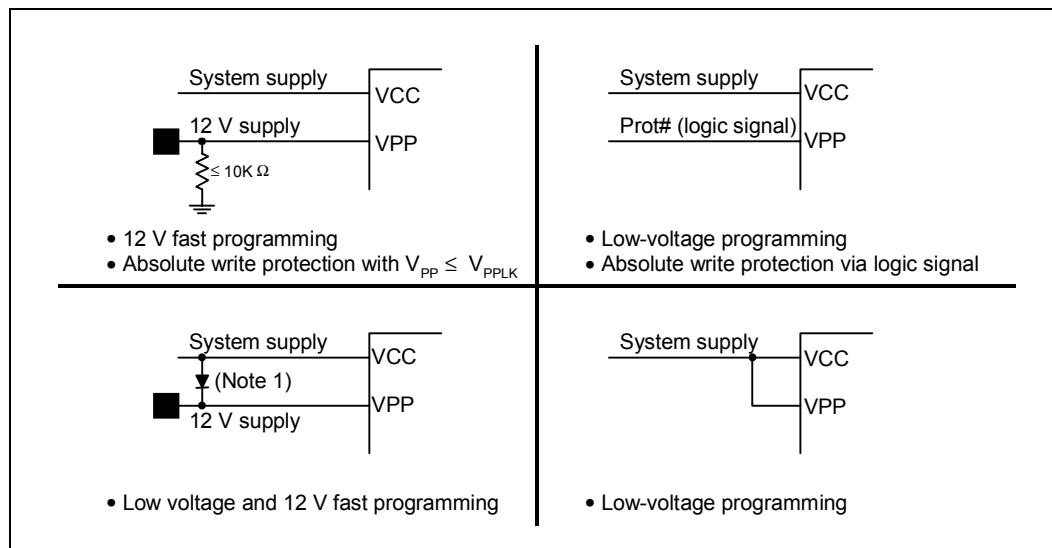 System supply
VCC
12 V supply
VPP
≤ 10K Ω
• 12 V fast programming
• Absolute write protection with VPP ≤ VPPLK
System supply
VCC
Prot# (logic signal)
VPP
• Low-voltage programming
• Absolute write protection via logic signal
System supply
VCC
(Note 1)
VPP
12 V supply
• Low voltage and 12 V fast programming
System supply
VCC
VPP
• Low-voltage programming